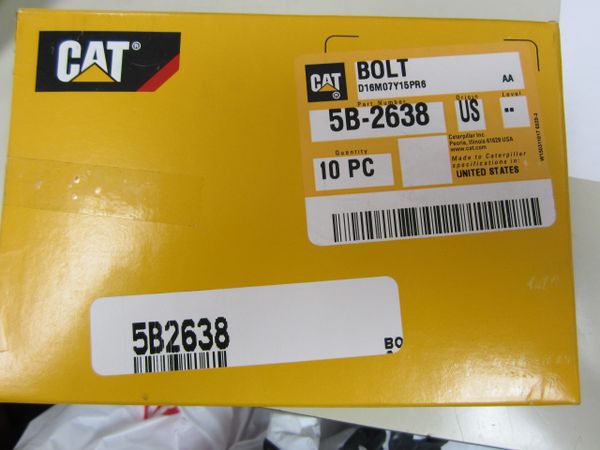 CAT®
CAT®
BOLT
D16M07Y15PR6
AA
Part Number
5B-2638
Origin
US
Level
--
Quantity
10 PC
Caterpillar Inc
Peoria, Illinois 61629 USA
www.cat.com
Made to Caterpillar
specifications in
UNITED STATES
5B2638
BO